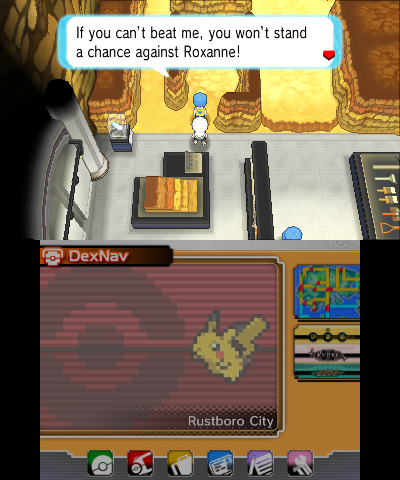 If you can't beat me, you won't stand
a chance against Roxanne!
DexNav
Rustboro City